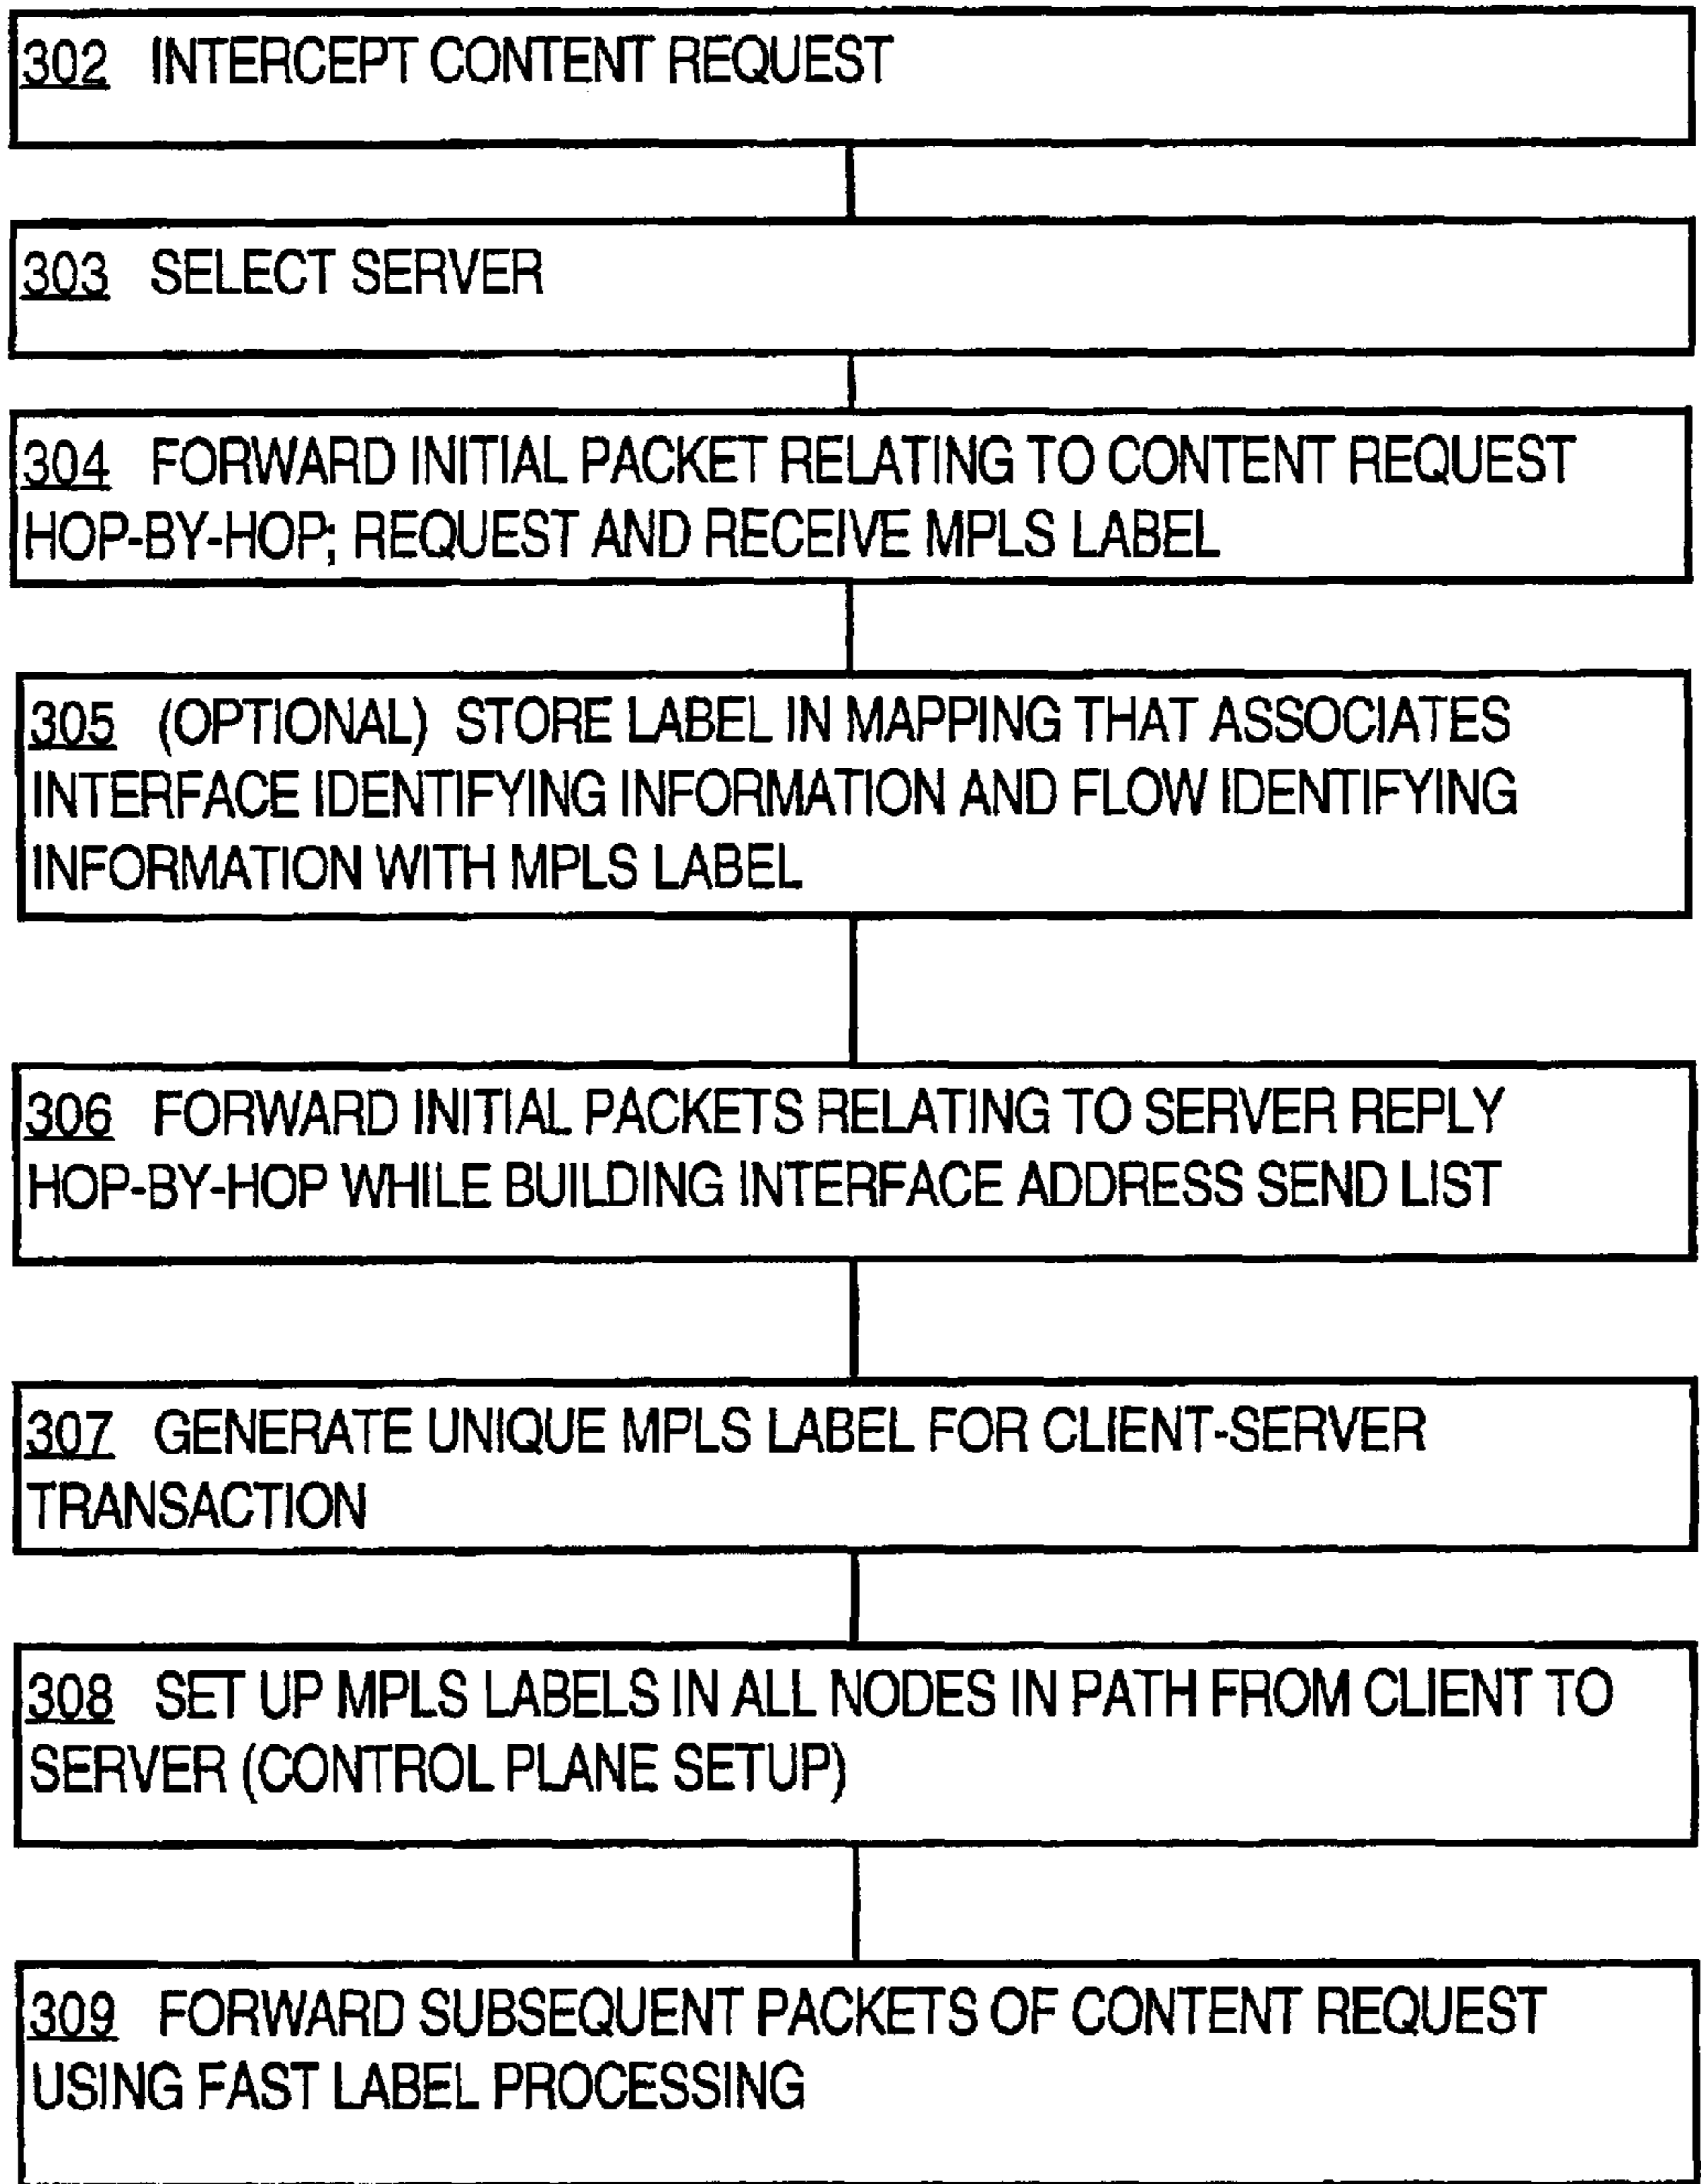 302 INTERCEPT CONTENT REQUEST
303 SELECT SERVER
304 FORWARD INITIAL PACKET RELATING TO CONTENT REQUEST
HOP-BY-HOP; REQUEST AND RECEIVE MPLS LABEL
305 (OPTIONAL) STORE LABEL IN MAPPING THAT ASSOCIATES
INTERFACE IDENTIFYING INFORMATION AND FLOW IDENTIFYING
INFORMATION WITH MPLS LABEL
306 FORWARD INITIAL PACKETS RELATING TO SERVER REPLY
HOP-BY-HOP WHILE BUILDING INTERFACE ADDRESS SEND LIST
307 GENERATE UNIQUE MPLS LABEL FOR CLIENT-SERVER
TRANSACTION
308 SET UP MPLS LABELS IN ALL NODES IN PATH FROM CLIENT TO
SERVER (CONTROL PLANE SETUP)
309 FORWARD SUBSEQUENT PACKETS OF CONTENT REQUEST
USING FAST LABEL PROCESSING